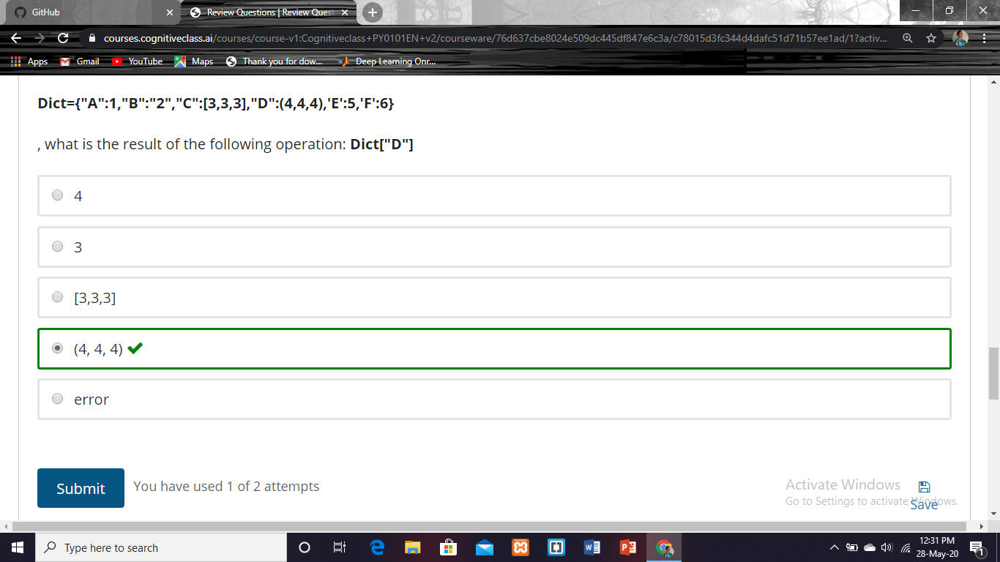 GitHub
Review Questions | Review Ques
courses.cognitiveclass.ai/courses/course-v1:Cognitiveclass+PY0101EN+v2/courseware/76d637cbe8024e509dc445df847e6c3a/c78015d3fc344d4dafc51d71b57ee1ad/1?activ...
Apps Gmail YouTube Maps Thank you for dow... Deep Learning Onr...
Dict={"A":1,"B":"2","C":[3,3,3],"D":(4,4,4),'E':5,'F':6}
, what is the result of the following operation: Dict["D"]
4
3
[3,3,3]
(4, 4, 4)
error
Submit You have used 1 of 2 attempts
Activate Windows
Go to Settings to activate Windows.
Save
Type here to search
12:31 PM
28-May-20
1